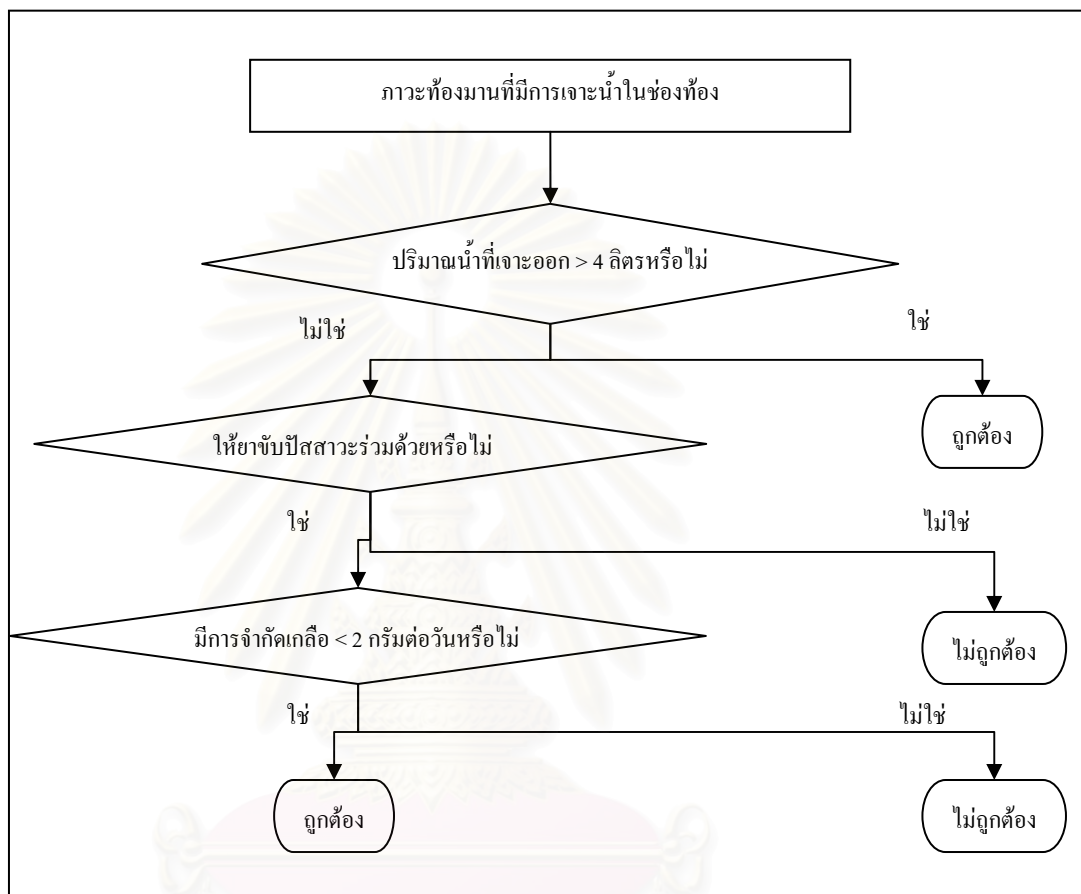 ภาวะท้องมานที่มีการเจาะน้ำในช่องท้อง
ปริมาณน้ำที่เจาะออก > 4 ลิตรหรือไม่
ไม่ใช่
ใช่
ให้ยาขับปัสสาวะร่วมด้วยหรือไม่
ถูกต้อง
ใช่
ไม่ใช่
มีการจำกัดเกลือ < 2 กรัมต่อวันหรือไม่
ไม่ถูกต้อง
ใช่
ไม่ใช่
ถูกต้อง
ไม่ถูกต้อง